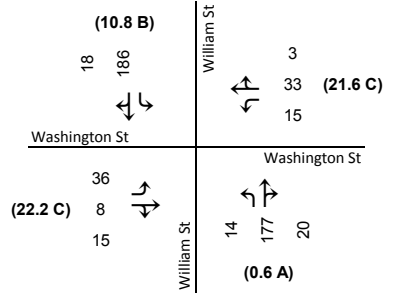 (10.8 B)
William St
18 186
3
33 (21.6 C)
15
Washington St
Washington St
36
(22.2 C) 8
15
William St
14 177 20
(0.6 A)